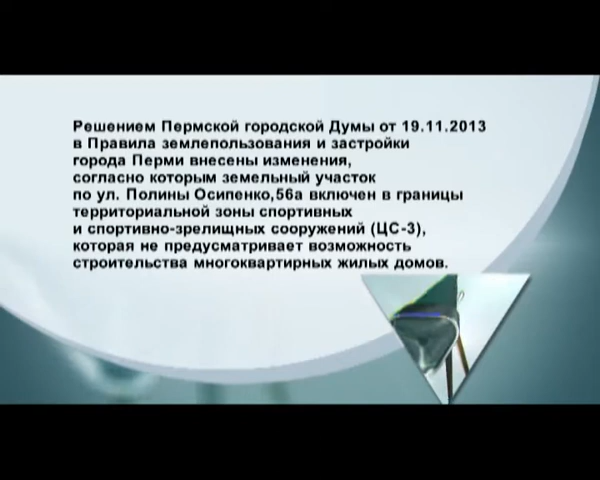 Решением Пермской городской Думы от 19.11.2013
в Правила землепользования и застройки
города Перми внесены изменения,
согласно которым земельный участок
по ул. Полины Осипенко,56а включен в границы
территориальной зоны спортивных
и спортивно-зрелищных сооружений (ЦС-3),
которая не предусматривает возможность
строительства многоквартирных жилых домов.